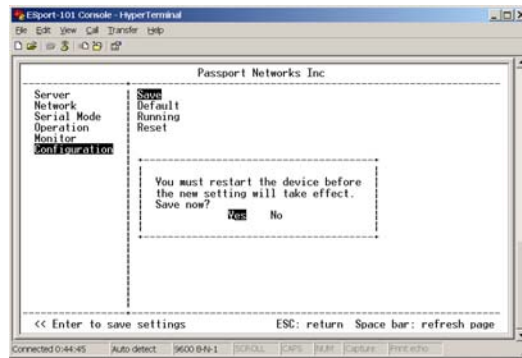 ESport-101 Console - HyperTerminal
File Edit View Call Transfer Help
Passport Networks Inc
Server
Network
Serial Mode
Operation
Monitor
Configuration
Save
Default
Running
Reset
You must restart the device before
the new setting will take effect.
Save now?
Yes No
<< Enter to save settings ESC: return Space bar: refresh page
Connected 0:44:45 Auto detect 9600 8-N-1 SCROLL CAPS NUM Capture Print echo